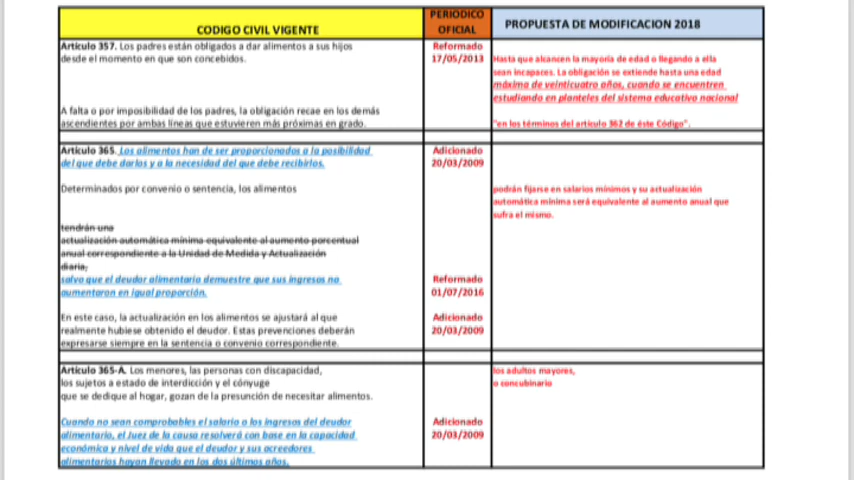 CODIGO CIVIL VIGENTE
PERIODICO
OFICIAL
PROPUESTA DE MODIFICACION 2018
Artículo 357. Los padres están obligados a dar alimentos a sus hijos
desde el momento en que son concebidos.
Reformado
17/05/2013
Hasta que alcancen la mayoría de edad o llegando a ella
sean incapaces. La obligación se extiende hasta una edad
máxima de veinticuatro años, cuando se encuentren
estudiando en planteles del sistema educativo nacional
A falta o por imposibilidad de los padres, la obligación recae en los demás
ascendientes por ambas líneas que estuvieren más próximas en grado.
"en los términos del artículo 362 de éste Código".
Artículo 365. Los alimentos han de ser proporcionados a la posibilidad
del que debe darlos y a la necesidad del que debe recibirlos.
Adicionado
20/03/2009
Determinados por convenio o sentencia, los alimentos
podrán fijarse en salarios mínimos y su actualización
automática mínima será equivalente al aumento anual que
sufra el mismo.
tendrán una
actualización automática mínima equivalente al aumento porcentual
anual correspondiente a la Unidad de Medida y Actualización
diaria,
salvo que el deudor alimentario demuestre que sus ingresos no
aumentaron en igual proporción.
Reformado
01/07/2016
En este caso, la actualización en los alimentos se ajustará al que
realmente hubiese obtenido el deudor. Estas prevenciones deberán
expresarse siempre en la sentencia o convenio correspondiente.
Adicionado
20/03/2009
Artículo 365-A. Los menores, las personas con discapacidad,
los sujetos a estado de interdicción y el cónyuge
que se dedique al hogar, gozan de la presunción de necesitar alimentos.
los adultos mayores,
o concubinario
Cuando no sean comprobables el salario o los ingresos del deudor
alimentario, el Juez de la causa resolverá con base en la capacidad
económica y nivel de vida que el deudor y sus acreedores
alimentarios hayan llevado en los dos últimos años.
Adicionado
20/03/2009